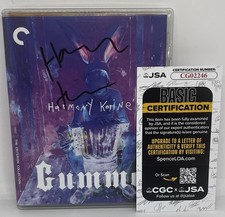 C
Harmony Korine
Gummo
JSA
CERTIFICATION NUMBER
CG02246
BASIC
CERTIFICATION
This item has been fully examined
by JSA, and it is the considered
opinion of our expert authenticators
that the signature(s) is/are genuine.
UPGRADE TO A LETTER OF
AUTHENTICITY & VERIFY THIS
CERTIFICATION BY VISITING:
SpenceLOA.com
Or Scan
CGC JSA
Follow us at @jsaloa